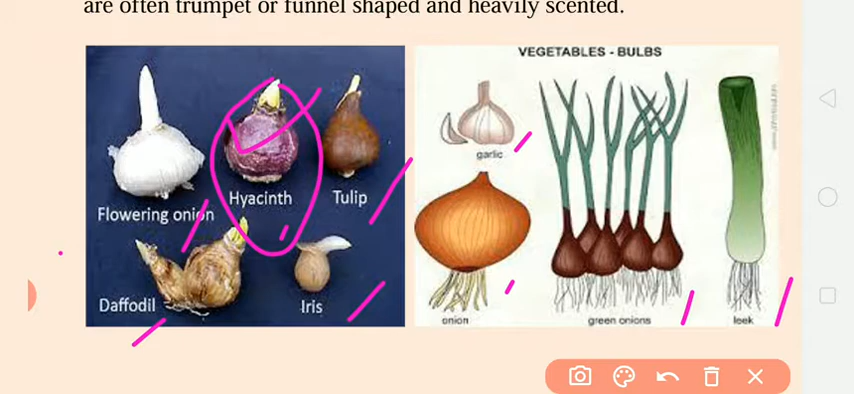 are often trumpet or funnel shaped and heavily scented.
VEGETABLES - BULBS
garlic
Hyacinth
Tulip
Flowering onion
Daffodil
Iris
onion
green onions
leek